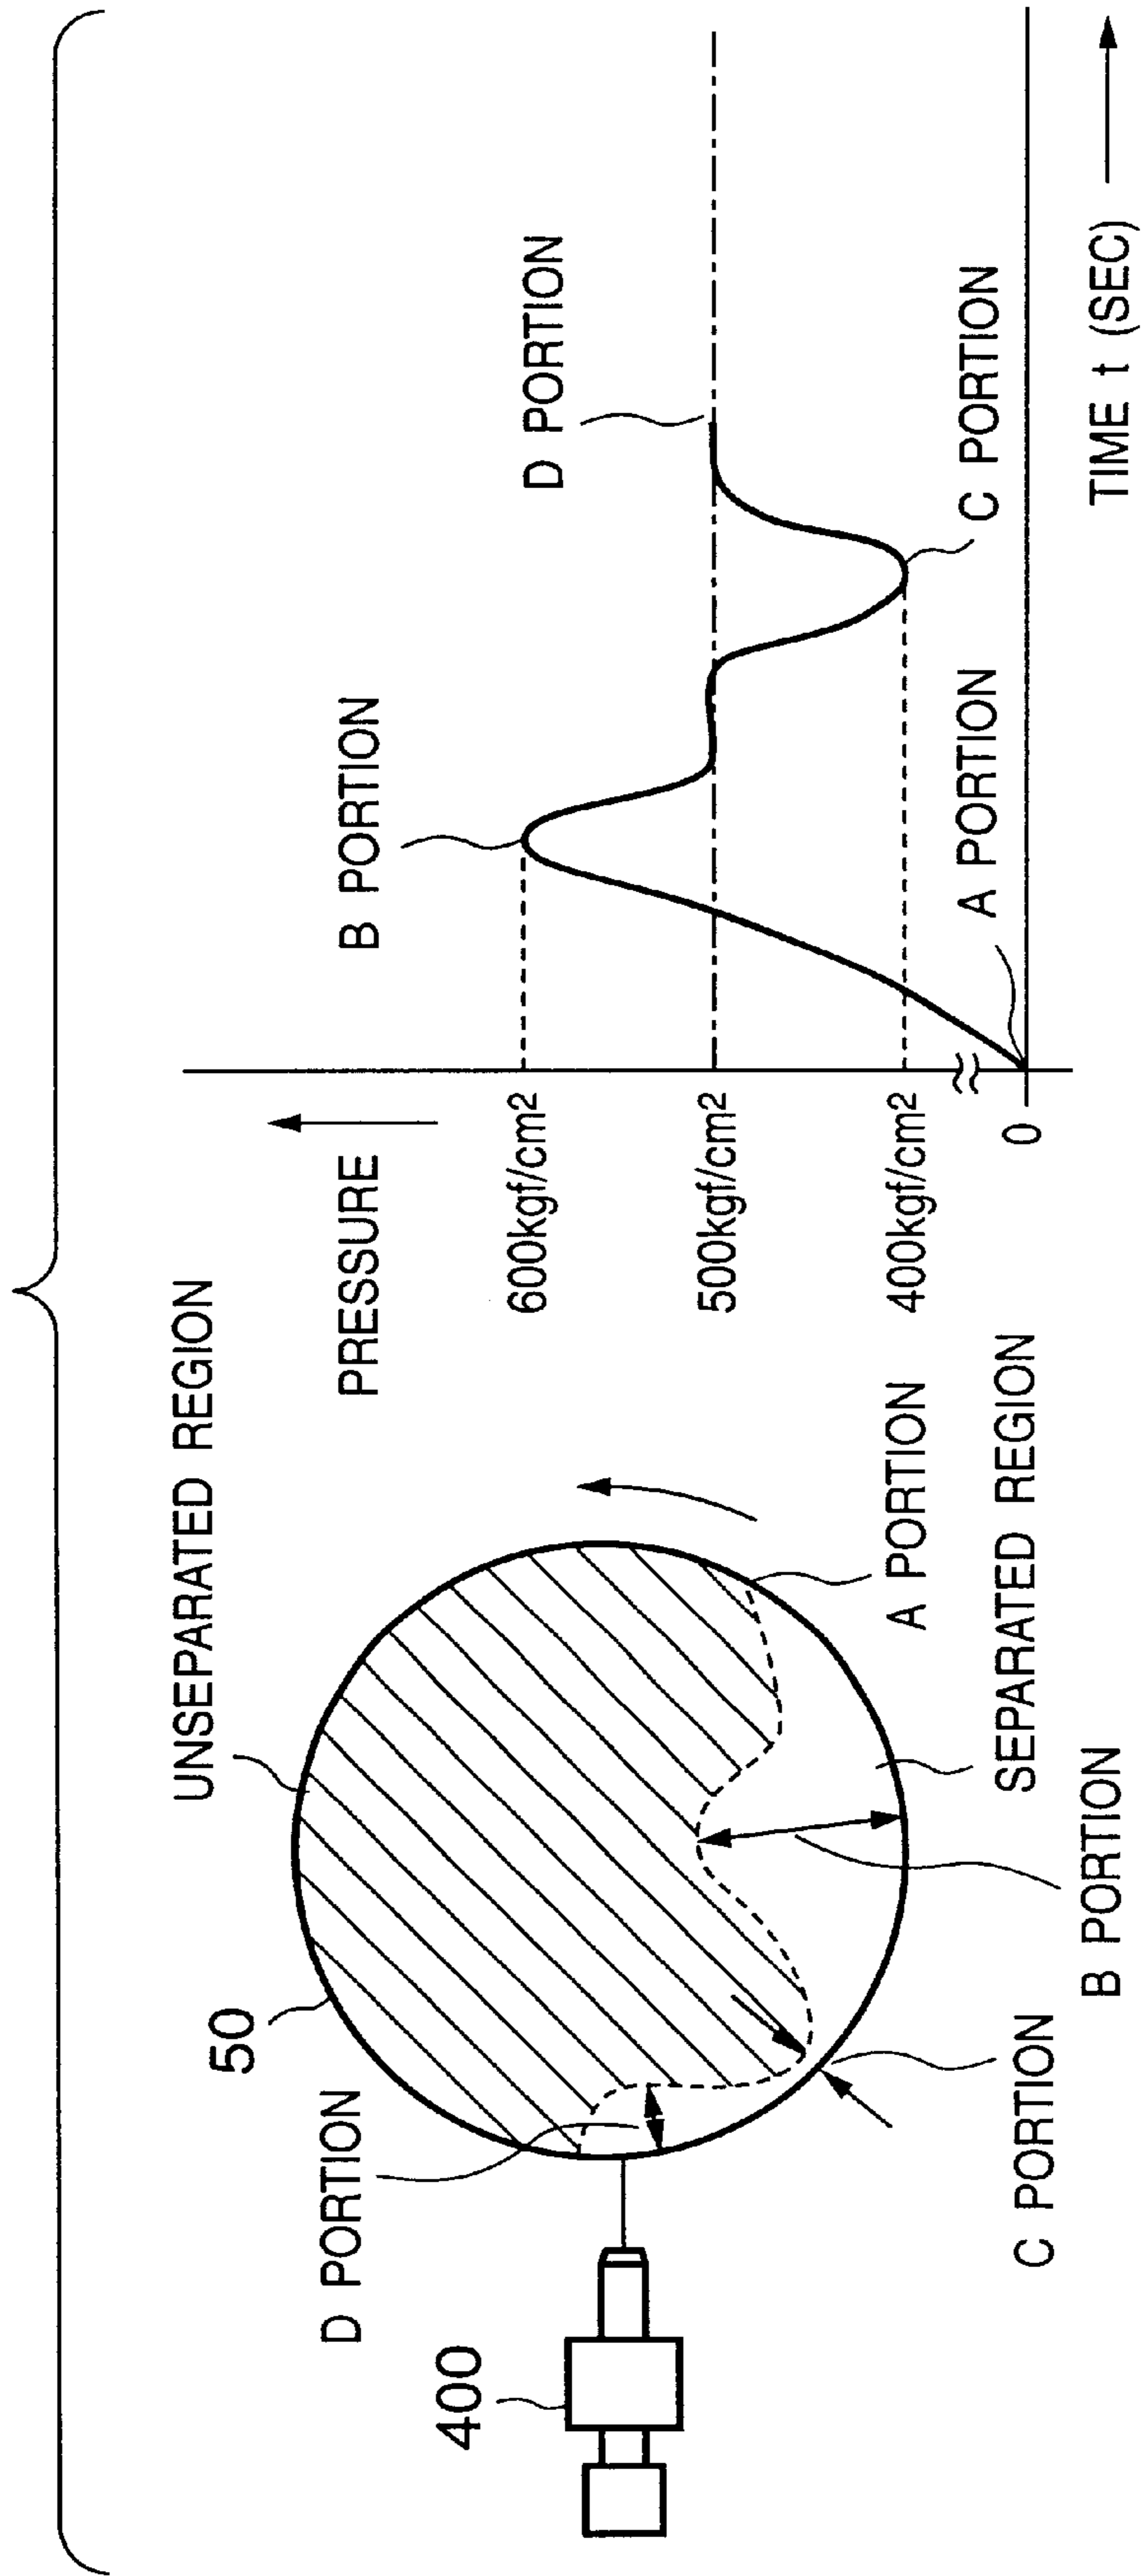 50
400
UNSEPARATED REGION
D PORTION
A PORTION
SEPARATED REGION
B PORTION
C PORTION
PRESSURE
600kgf/cm²
500kgf/cm²
400kgf/cm²
0
B PORTION
D PORTION
A PORTION
C PORTION
TIME t (SEC)